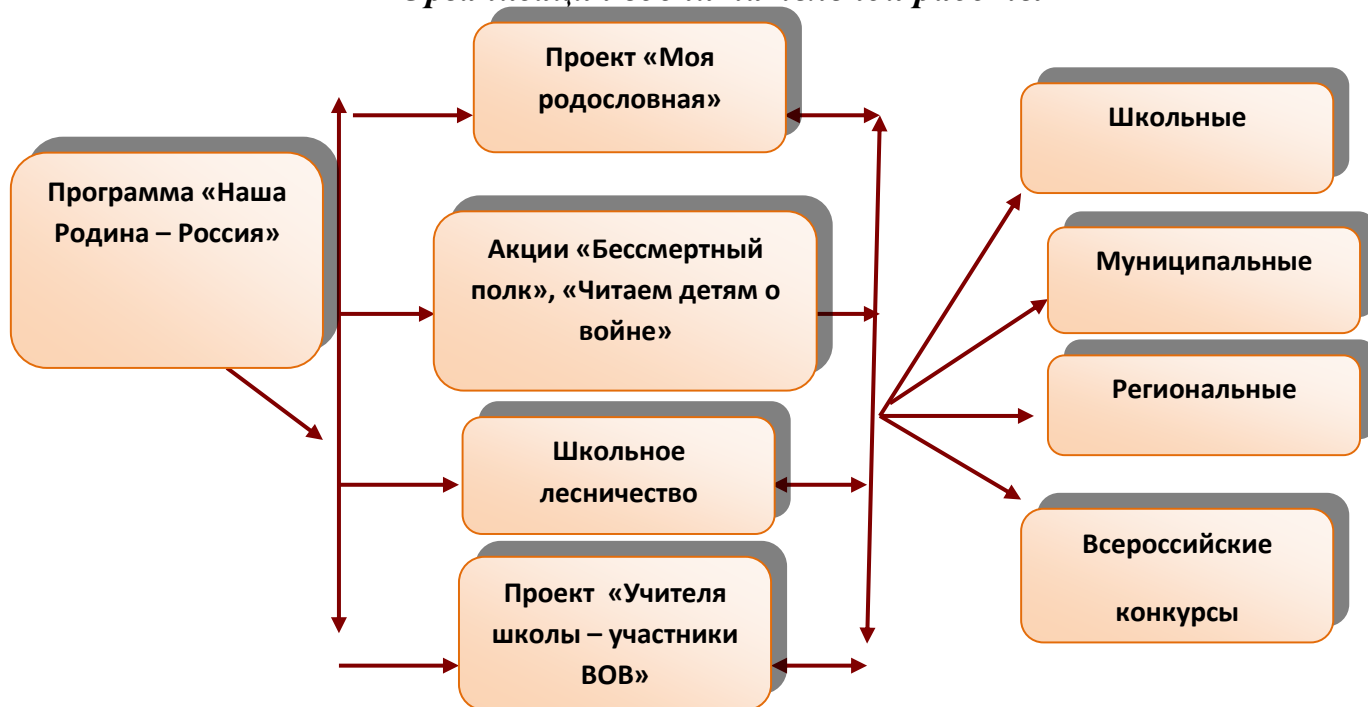 Проект «Моя
родословная»
Школьные
Программа «Наша
Родина – Россия»
Акции «Бессмертный
полк», «Читаем детям о
войне»
Муниципальные
Региональные
Школьное
лесничество
Всероссийские
конкурсы
Проект «Учителя
школы – участники
ВОВ»